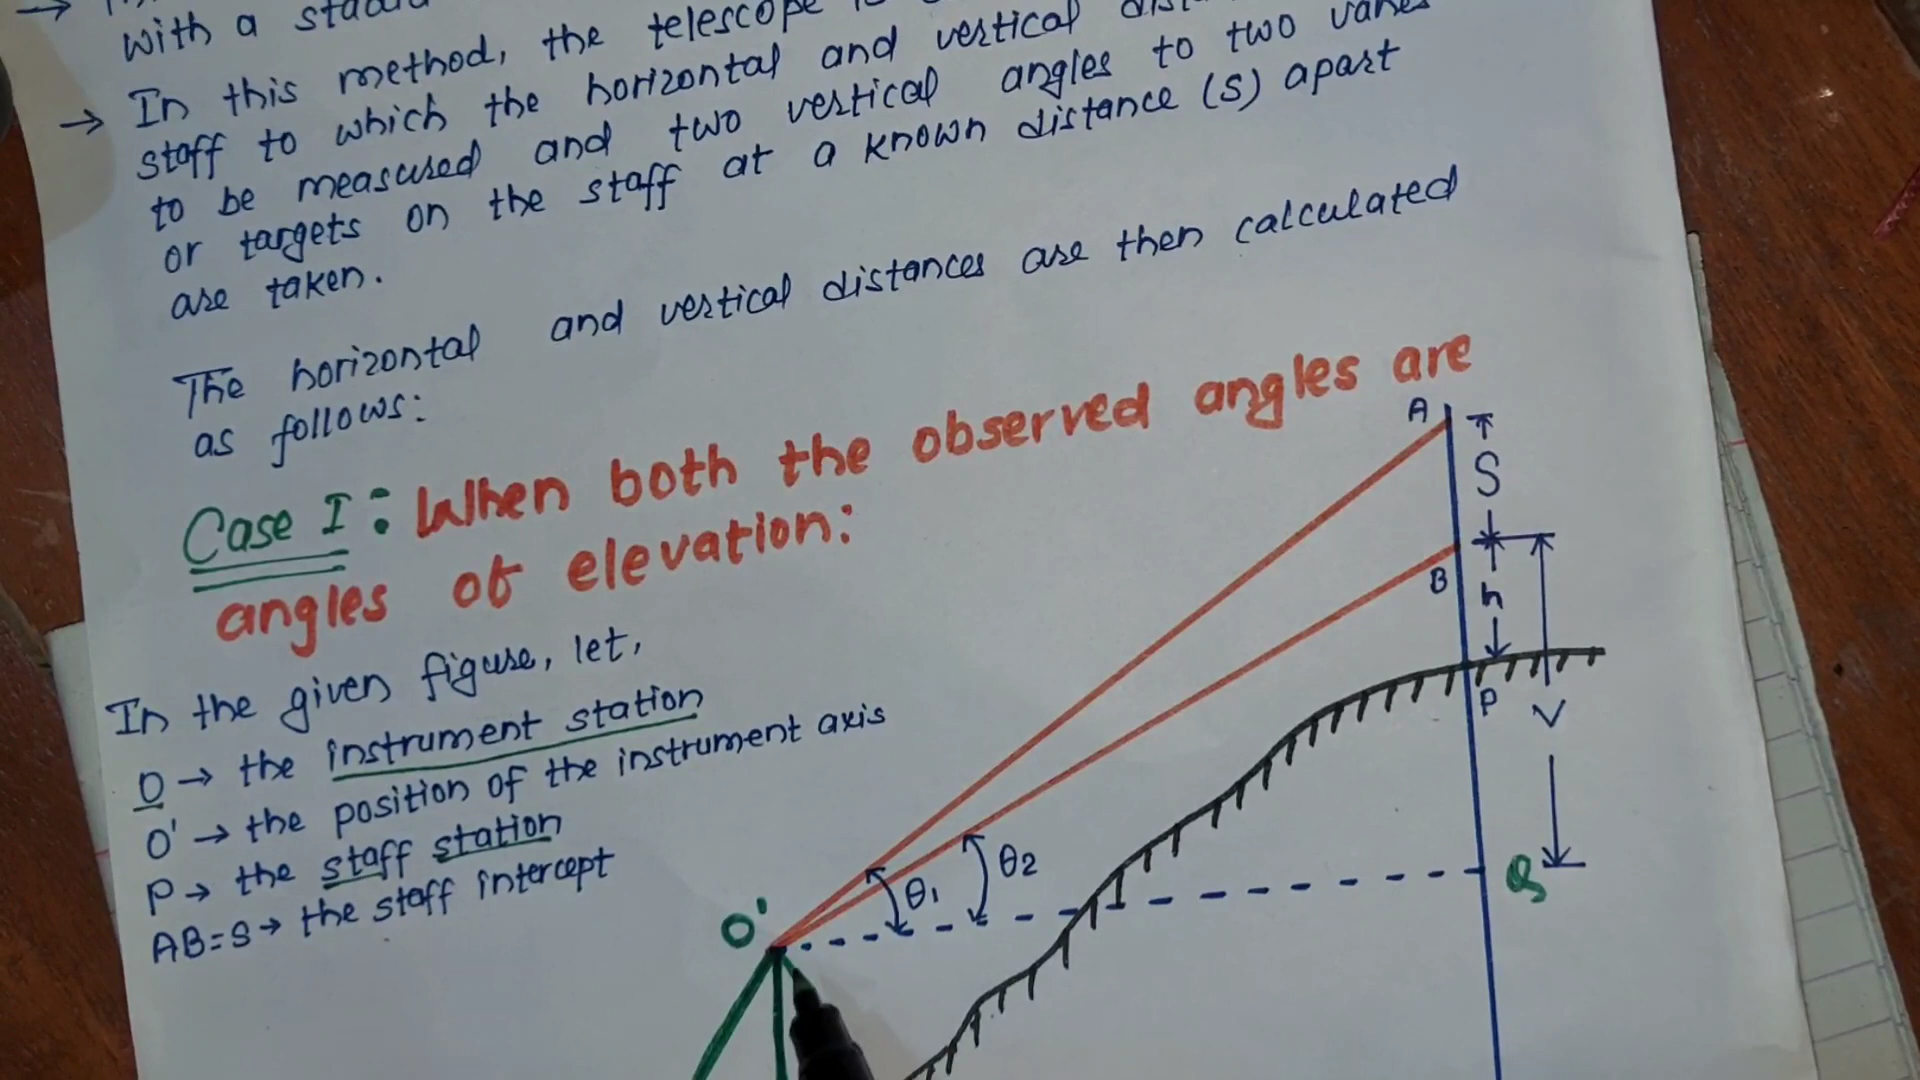 with a
→ In this method, the telescope
staff to which the horizontal and vertical
to be measured and two vertical angles to two vanes
or targets on the staff at a known distance (S) apart
are taken.
The horizontal and vertical distances are then calculated
as follows:
Case I: When both the observed angles are
angles of elevation:
In the given figure, let,
O → the instrument station
O' → the position of the instrument axis
P → the staff station
AB = S → the staff intercept
A
S
B
h
P
V
θ2
θ1
O'
Q